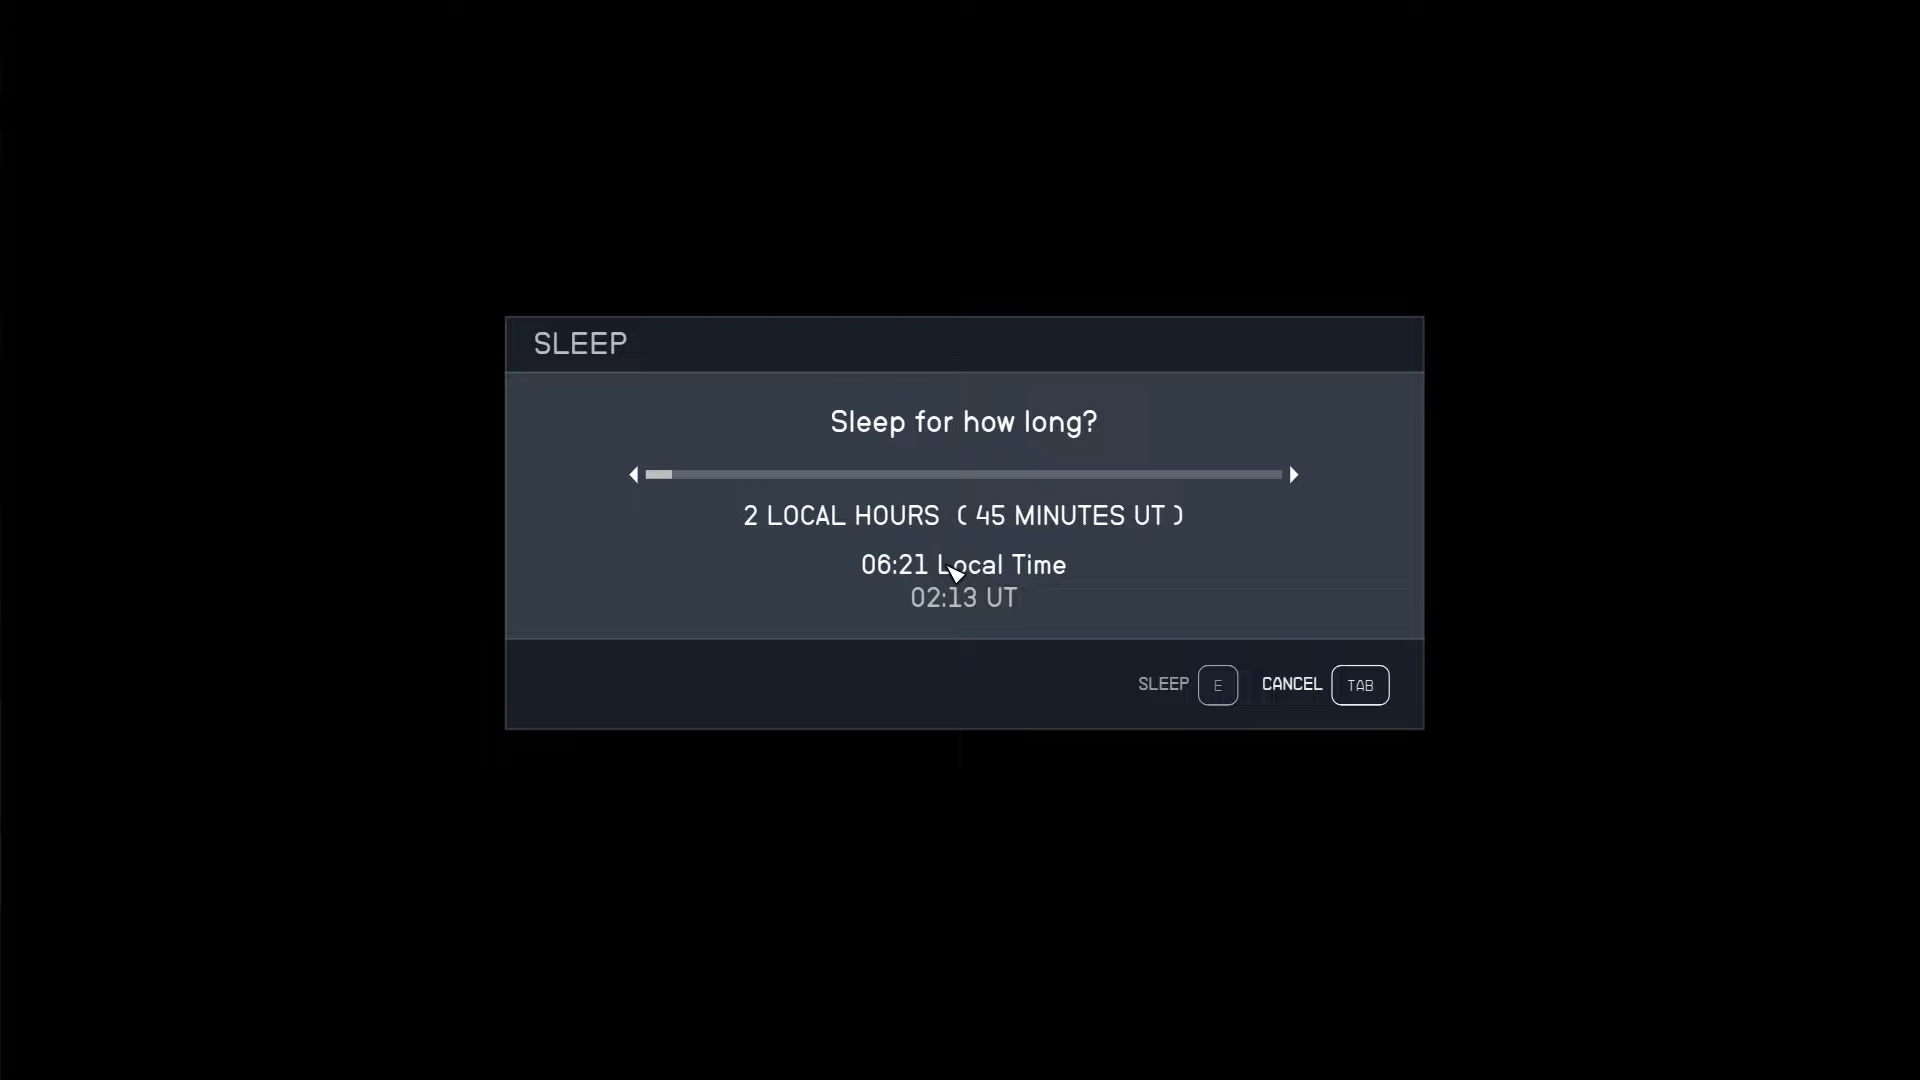 SLEEP
Sleep for how long?
2 LOCAL HOURS ( 45 MINUTES UT )
06:21 Local Time
02:13 UT
SLEEP E CANCEL TAB